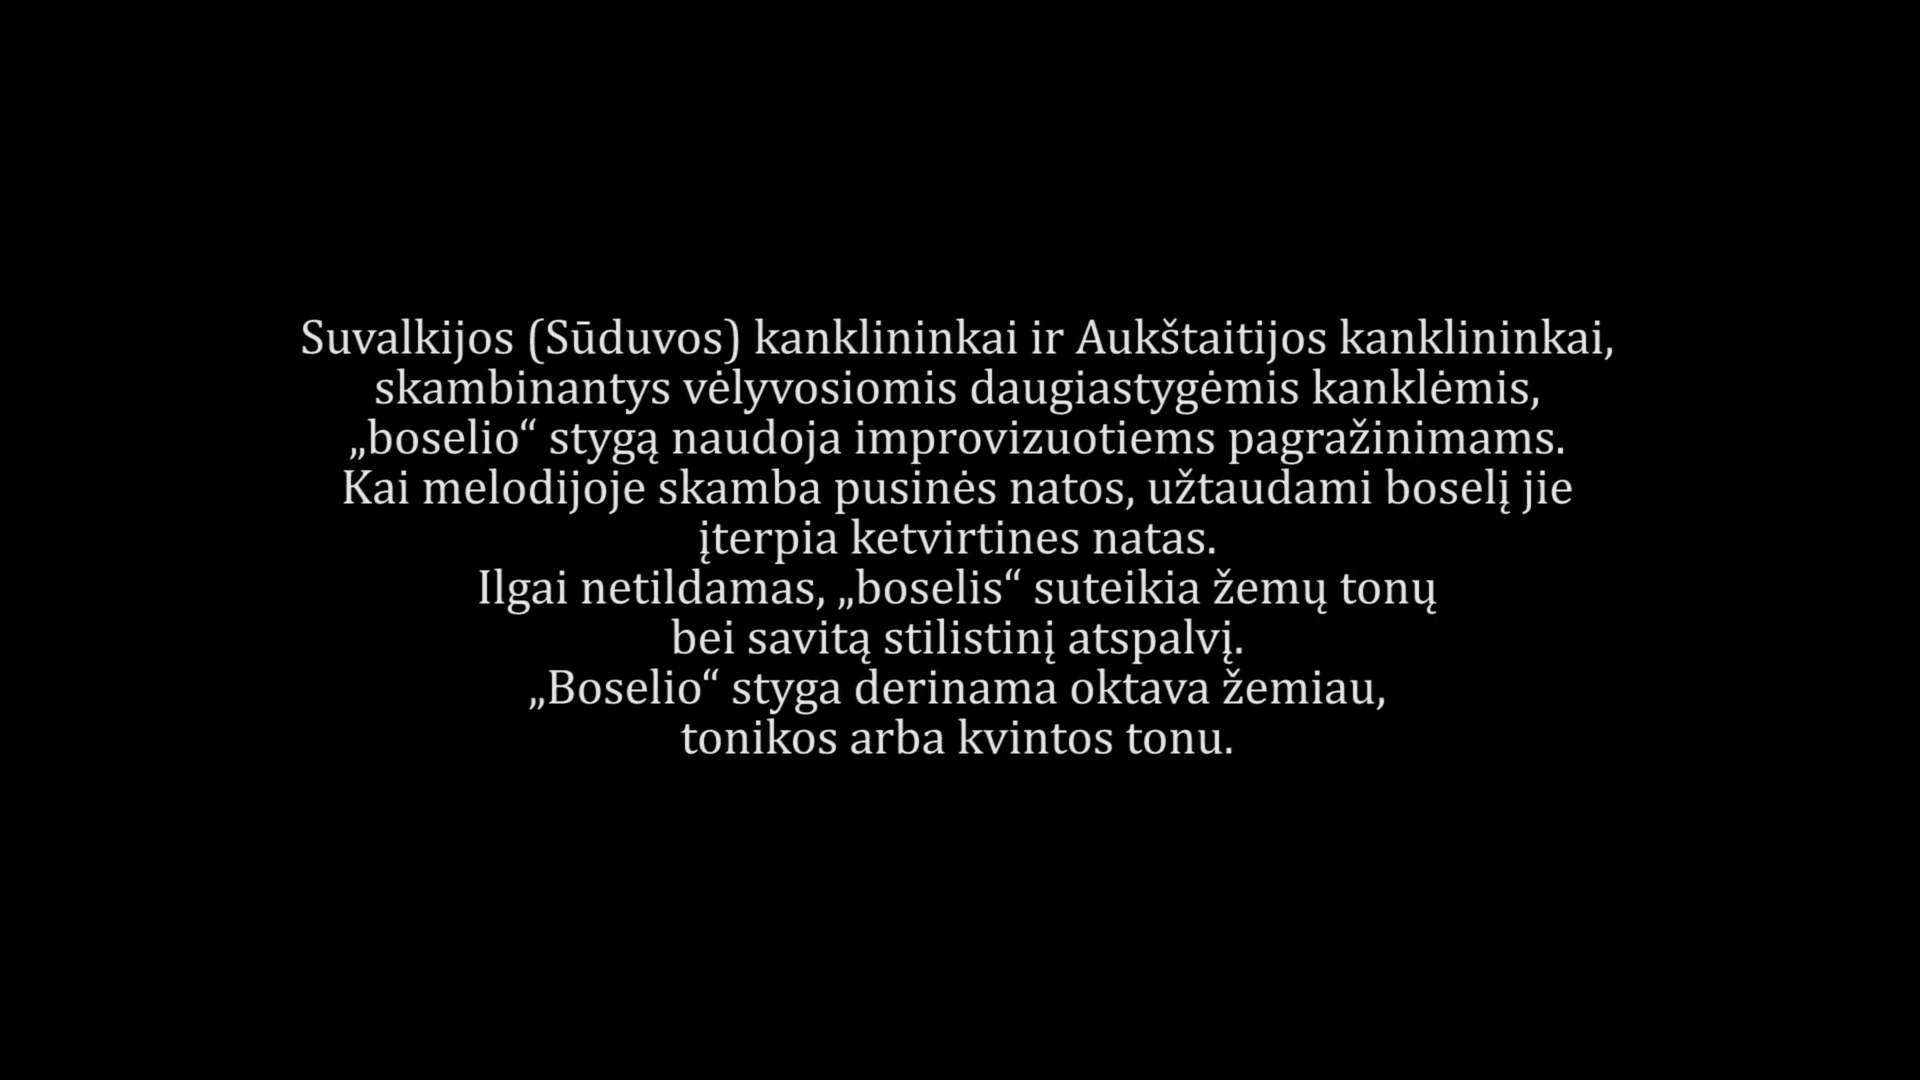 Suvalkijos (Sūduvos) kanklininkai ir Aukštaitijos kanklininkai,
skambinantys vėlyvosiomis daugiastygėmis kanklėmis,
„boselio“ stygą naudoja improvizuotiems pagražinimams.
Kai melodijoje skamba pusinės natos, užtaudami boselį jie
įterpia ketvirtines natas.
Ilgai netildamas, „boselis“ suteikia žemų tonų
bei savitą stilistinį atspalvį.
„Boselio“ styga derinama oktava žemiau,
tonikos arba kvintos tonu.